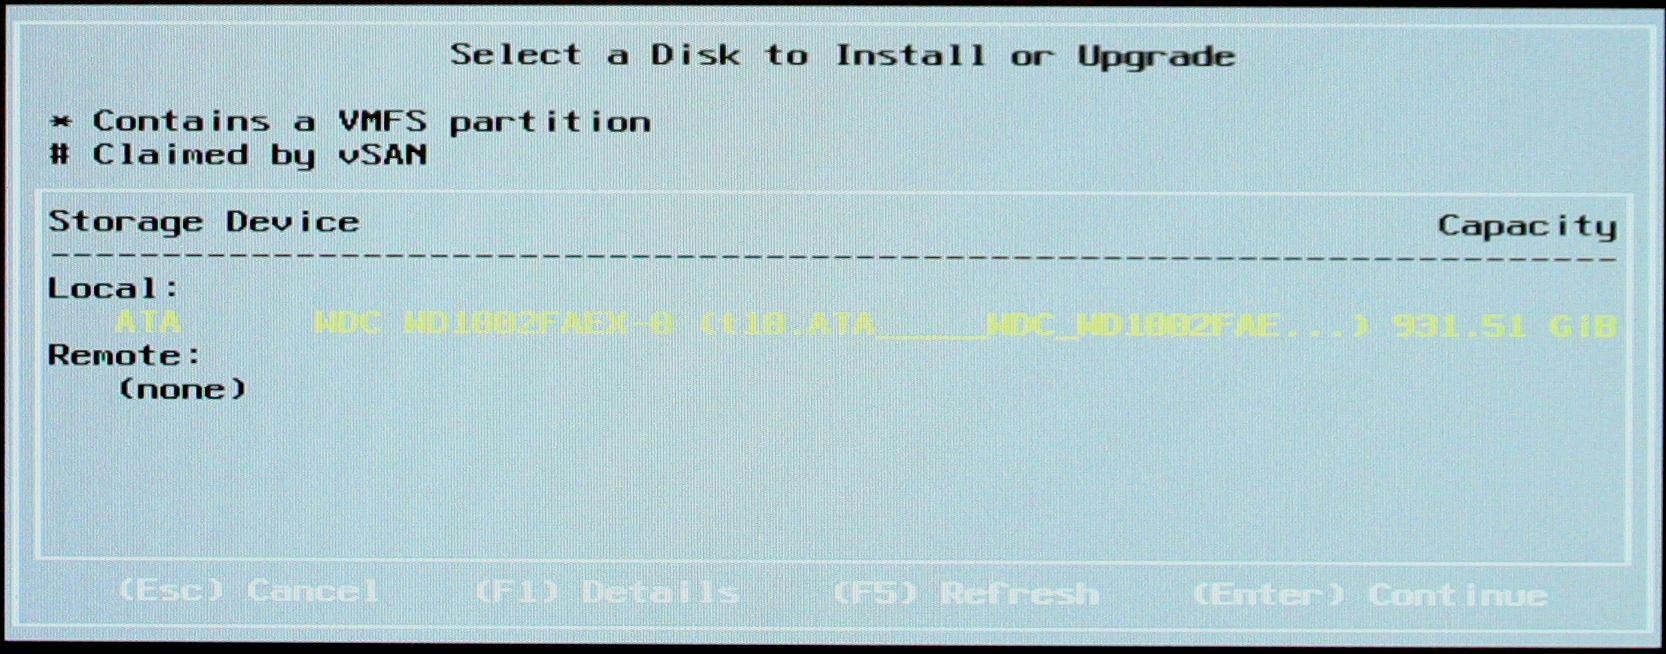 Select a Disk to Install or Upgrade
* Contains a VMFS partition
# Claimed by vSAN
Storage Device Capacity
--------------------------------------------------------------------
Local:
ATA WDC WD1002FAEX-0 (t10.ATA_____WDC_WD1002FAE...) 931.51 GiB
Remote:
(none)
(Esc) Cancel (F1) Details (F5) Refresh (Enter) Continue